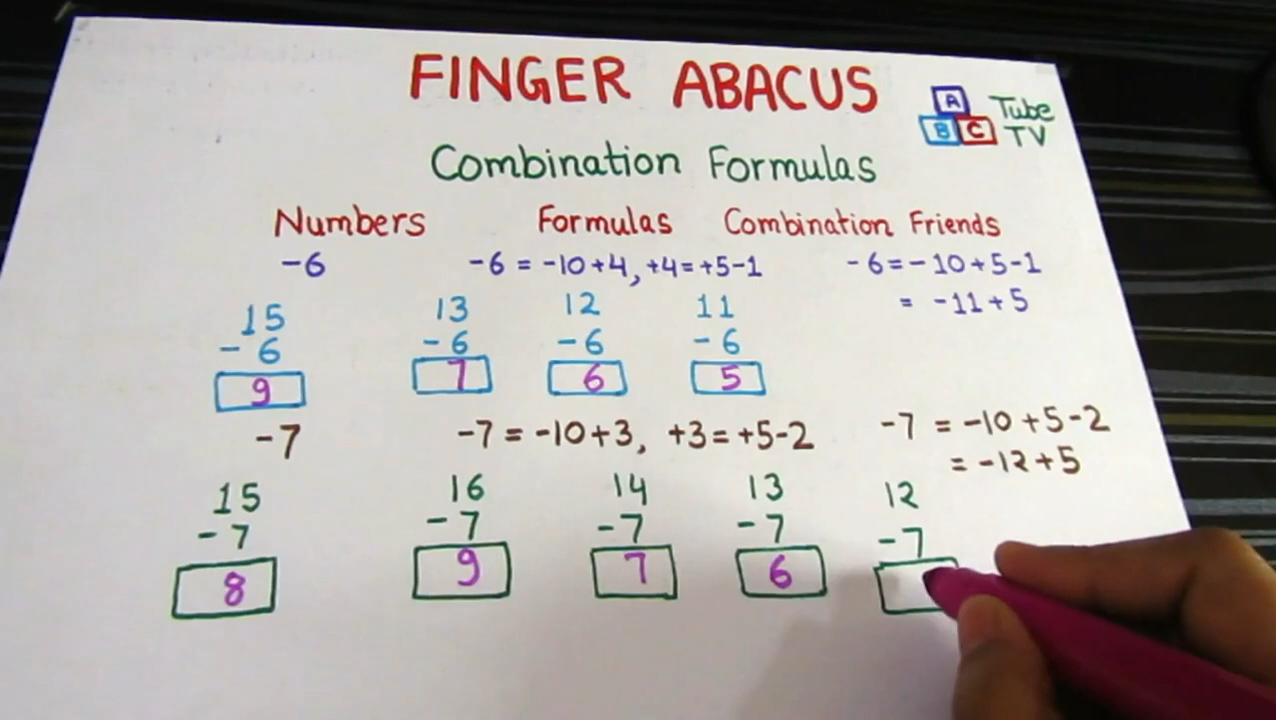 FINGER ABACUS
A
B C Tube TV
Combination Formulas
Numbers Formulas Combination Friends
-6 -6 = -10+4, +4=+5-1 -6=-10+5-1
= -11+5
15 13 12 11
-6 -6 -6 -6
9 7 6 5
-7 -7 = -10+3, +3=+5-2 -7 = -10+5-2
= -12+5
15 16 14 13 12
-7 -7 -7 -7 -7
8 9 7 6